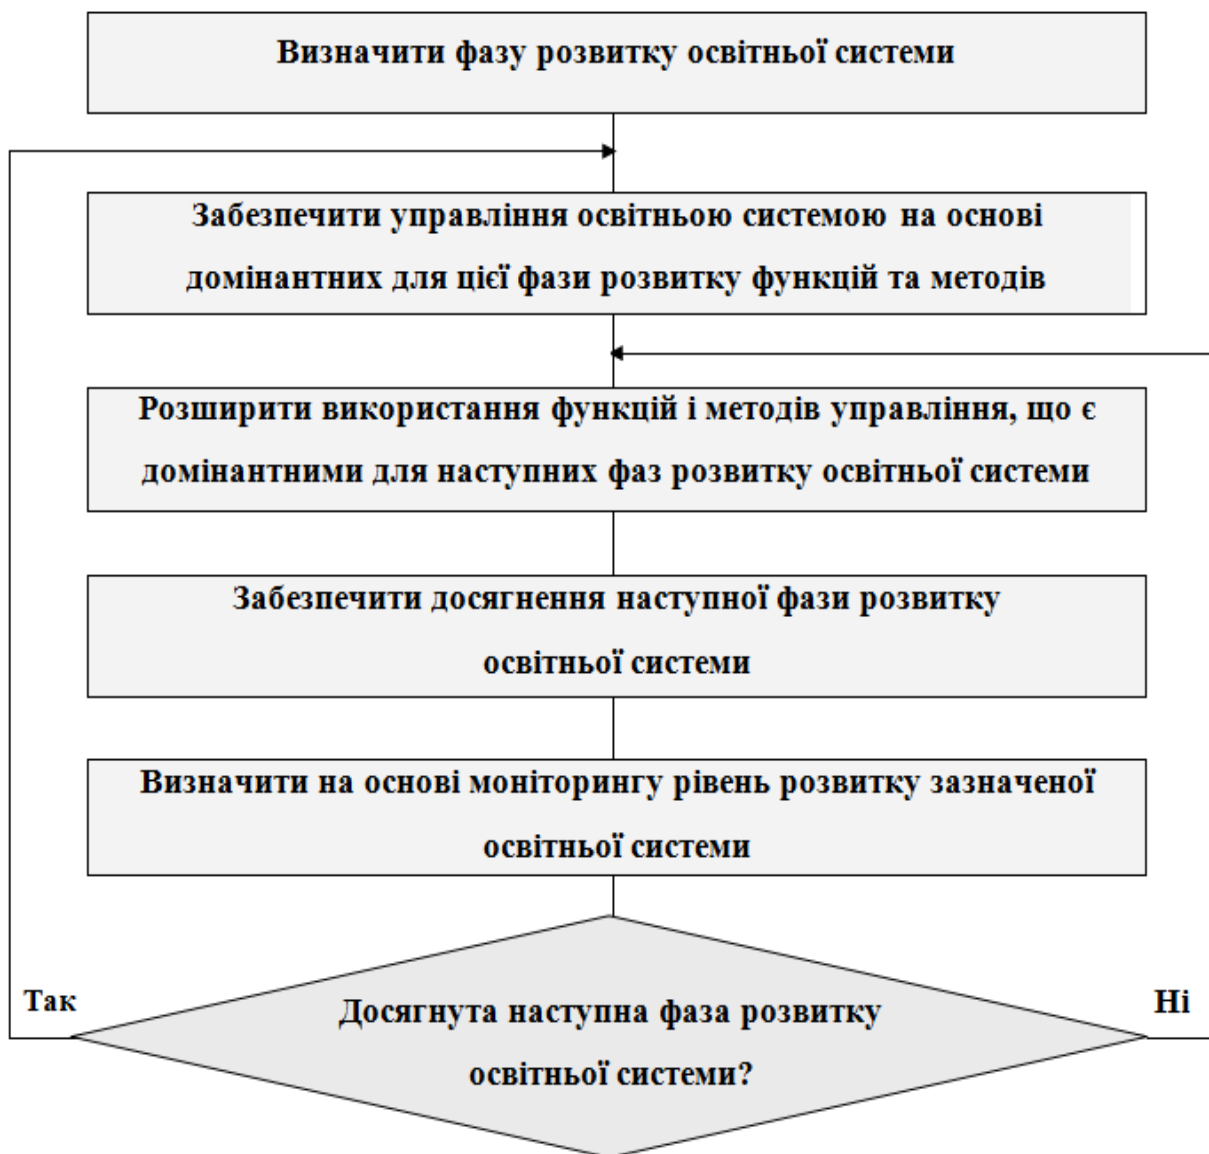 Визначити фазу розвитку освітньої системи
Забезпечити управління освітньою системою на основі
домінантних для цієї фази розвитку функцій та методів
Розширити використання функцій і методів управління, що є
домінантними для наступних фаз розвитку освітньої системи
Забезпечити досягнення наступної фази розвитку
освітньої системи
Визначити на основі моніторингу рівень розвитку зазначеної
освітньої системи
Так
Досягнута наступна фаза розвитку
освітньої системи?
Ні